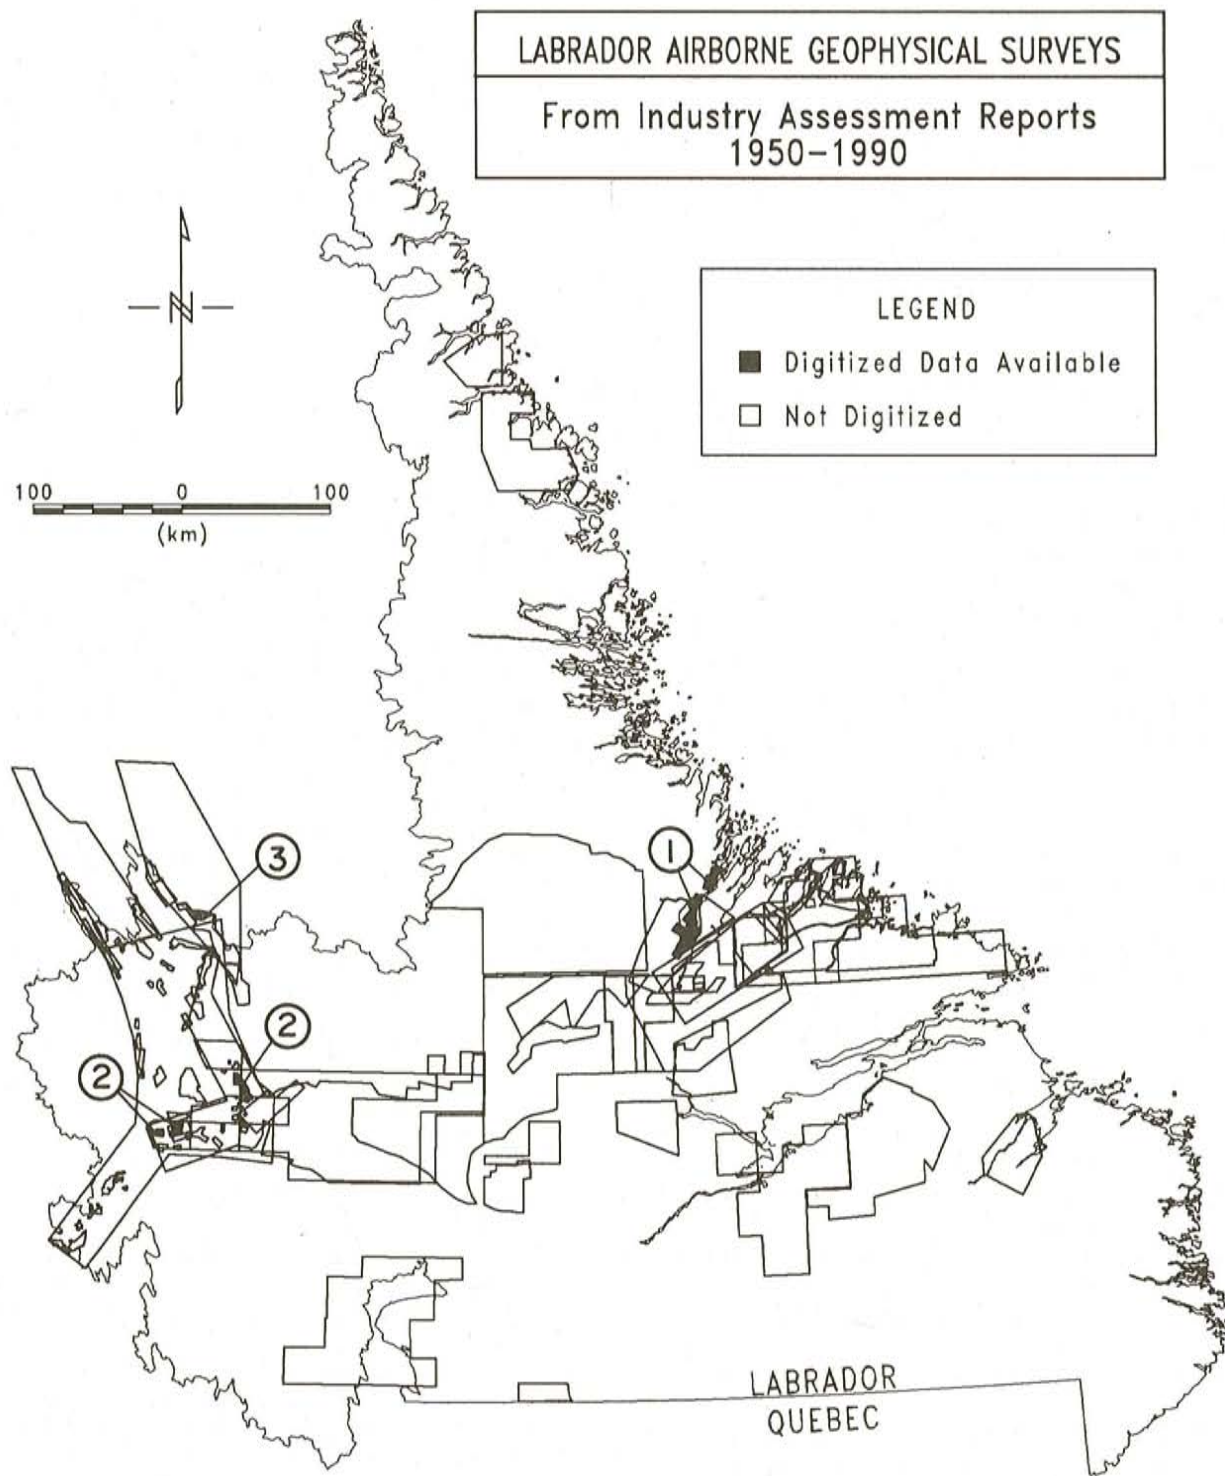 LABRADOR AIRBORNE GEOPHYSICAL SURVEYS
From Industry Assessment Reports
1950-1990
N
LEGEND
Digitized Data Available
Not Digitized
100 0 100
(km)
1
3
2
2
LABRADOR
QUEBEC